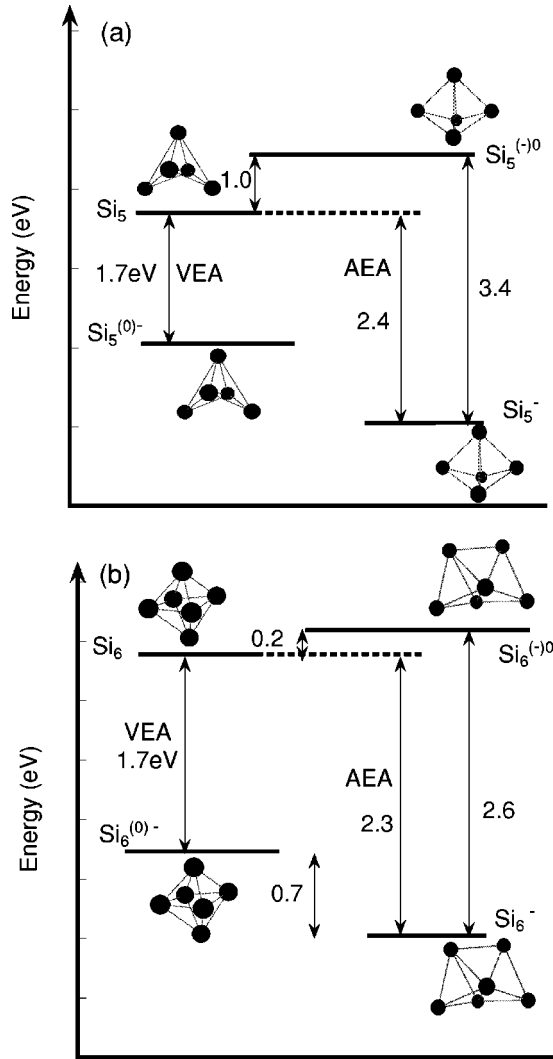 (a)
Si5(-)0
1.0
Si5
1.7eV VEA
AEA
2.4
3.4
Si5(0)-
Si5-
Energy (eV)
(b)
0.2
Si6
Si6(-)0
VEA
1.7eV
AEA
2.3
2.6
Si6(0) -
0.7
Si6-
Energy (eV)